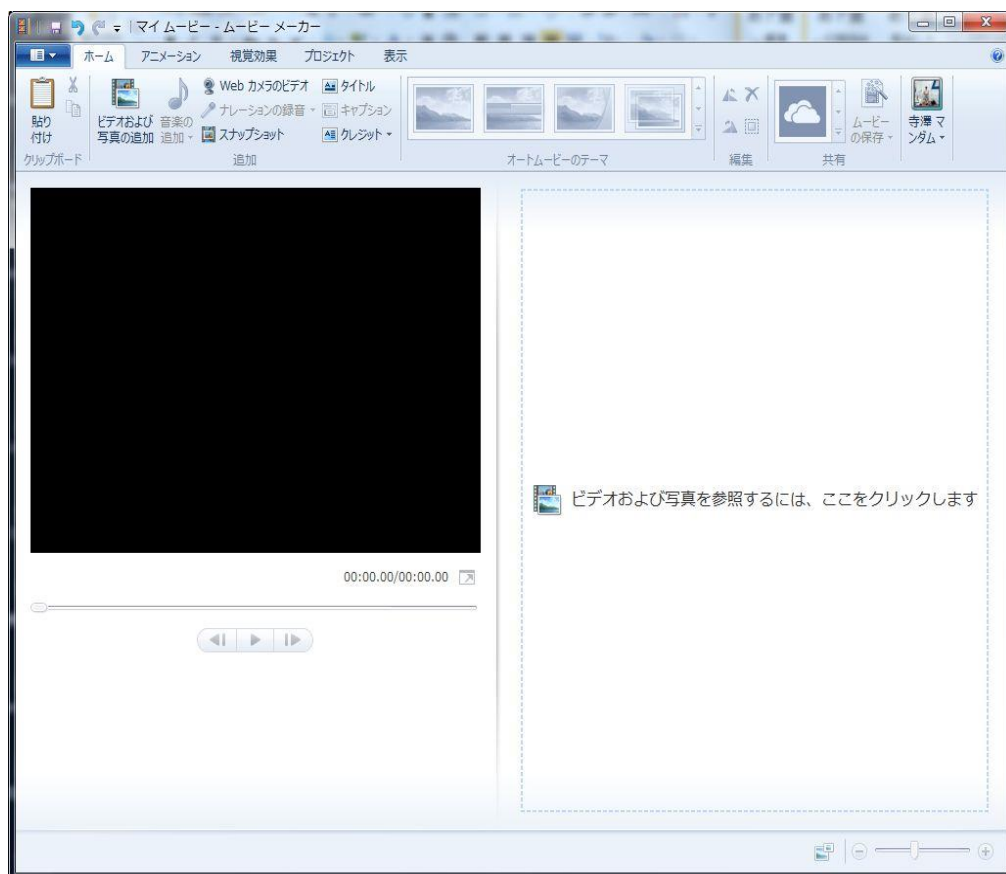 マイ ムービー - ムービー メーカー
ホーム アニメーション 視覚効果 プロジェクト 表示
貼り
付け
クリップボード
ビデオおよび
写真の追加
音楽の
追加
Web カメラのビデオ
ナレーションの録音
スナップショット
タイトル
キャプション
クレジット
追加
オートムービーのテーマ
編集
ムービー
の保存
共有
寺澤 マ
ンダム
ビデオおよび写真を参照するには、ここをクリックします
00:00.00/00:00.00